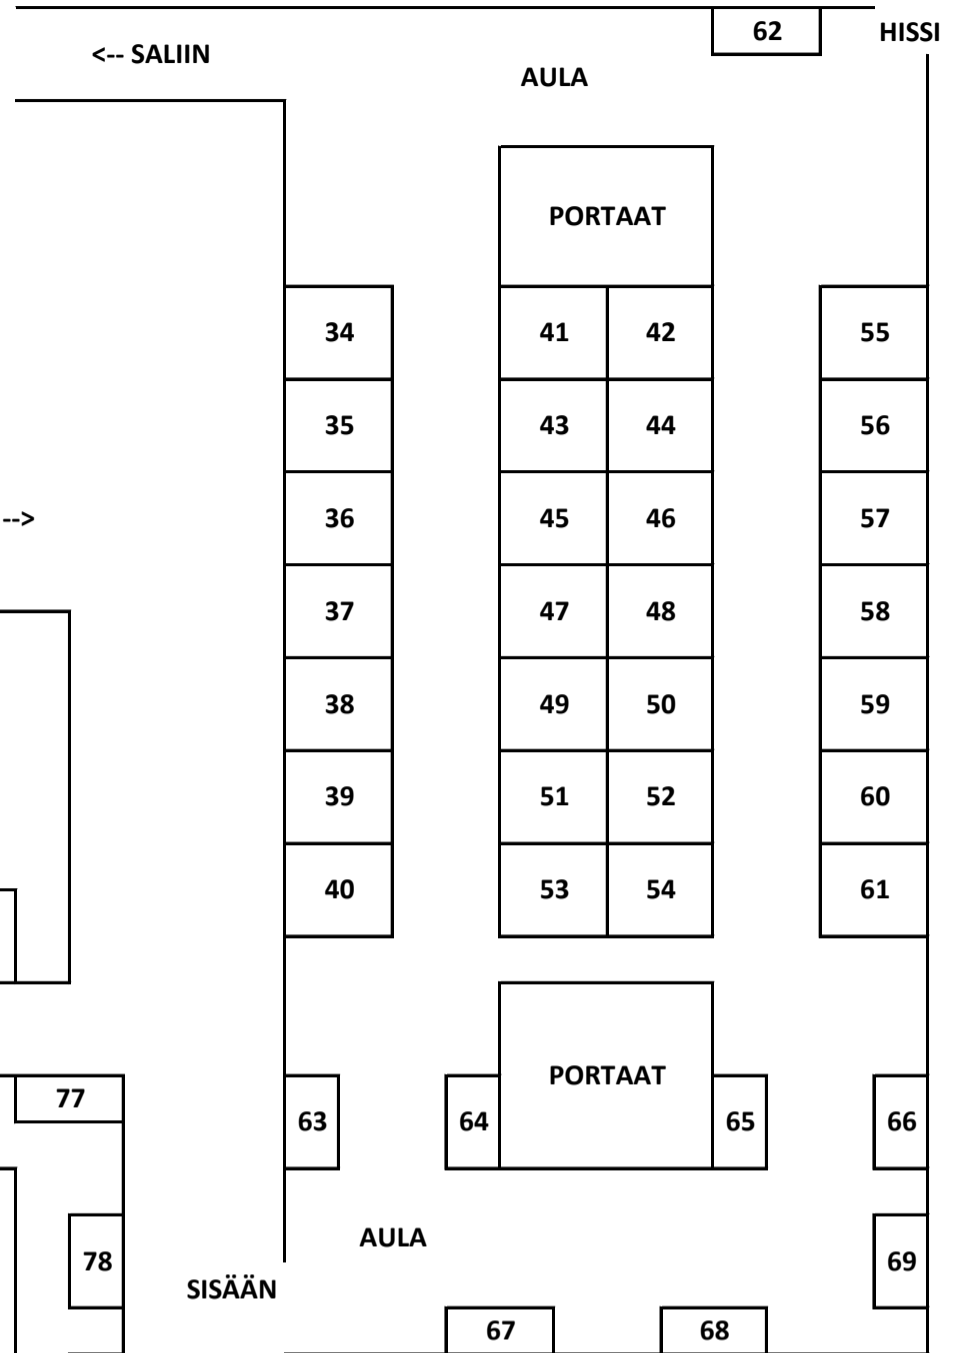 62
HISSI
<-- SALIIN
AULA
PORTAAT
34 41 42 55
35 43 44 56
--> 36 45 46 57
37 47 48 58
38 49 50 59
39 51 52 60
40 53 54 61
PORTAAT
77
63 64 65 66
AULA
78 69
SISÄÄN
67 68